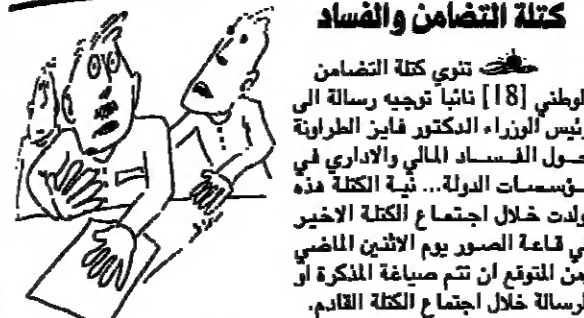 كتلة التضامن والفساد
تنوي كتلة التضامن
الوطني [18] نائبا توجيه رسالة الى
رئيس الوزراء الدكتور فايز الطراونة
حول الفساد المالي والاداري في
مؤسسات الدولة... نية الكتلة هذه
ولدت خلال اجتماع الكتلة الاخير
في قاعة الصور يوم الاثنين الماضي
ومن المتوقع ان تتم صياغة المذكرة او
الرسالة خلال اجتماع الكتلة القادم.